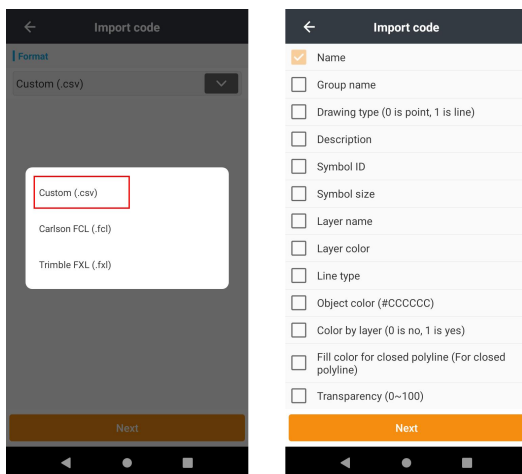 Import code
Format
Custom (.csv)
Custom (.csv)
Carlson FCL (.fcl)
Trimble FXL (.fxl)
Next
Import code
Name
Group name
Drawing type (0 is point, 1 is line)
Description
Symbol ID
Symbol size
Layer name
Layer color
Line type
Object color (#CCCCCC)
Color by layer (0 is no, 1 is yes)
Fill color for closed polyline (For closed
polyline)
Transparency (0~100)
Next